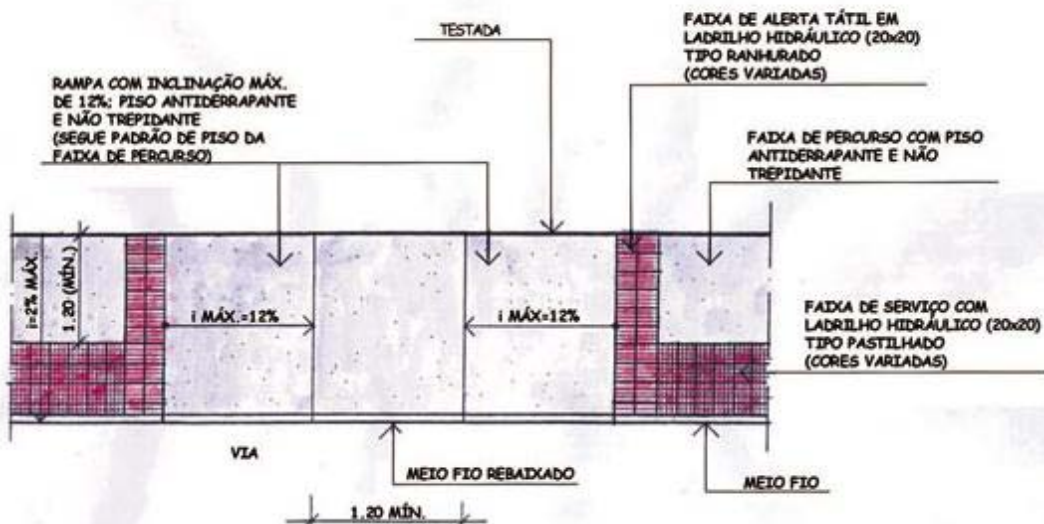 TESTADA
FAIXA DE ALERTA TÁTIL EM
LADRILHO HIDRÁULICO (20x20)
TIPO RANHURADO
(CORES VARIADAS)
RAMPA COM INCLINAÇÃO MÁX.
DE 12%; PISO ANTIDERRAPANTE
E NÃO TREPIDANTE
(SEGUE PADRÃO DE PISO DA
FAIXA DE PERCURSO)
FAIXA DE PERCURSO COM PISO
ANTIDERRAPANTE E NÃO
TREPIDANTE
i=2% MÁX.
1.20 (MÍN.)
i MÁX.=12%
i MÁX=12%
FAIXA DE SERVIÇO COM
LADRILHO HIDRÁULICO (20x20)
TIPO PASTILHADO
(CORES VARIADAS)
VIA
MEIO FIO REBAIXADO
MEIO FIO
1.20 MÍN.